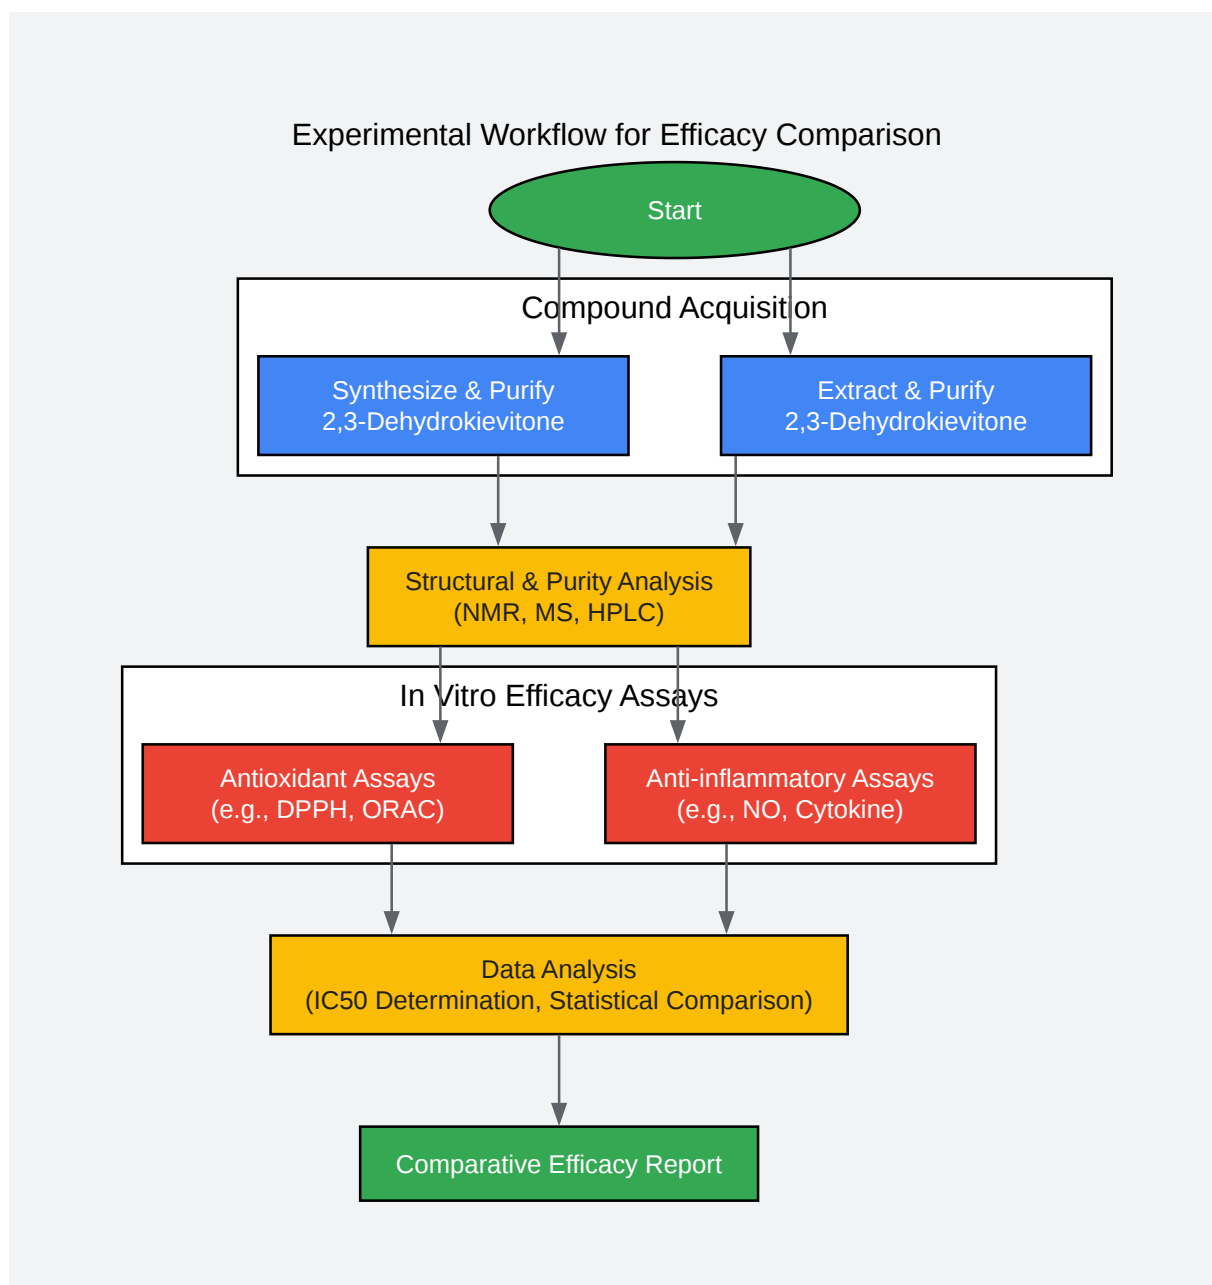 Experimental Workflow for Efficacy Comparison
Start
Compound Acquisition
Synthesize & Purify
2,3-Dehydrokievitone
Extract & Purify
2,3-Dehydrokievitone
Structural & Purity Analysis
(NMR, MS, HPLC)
In Vitro Efficacy Assays
Antioxidant Assays
(e.g., DPPH, ORAC)
Anti-inflammatory Assays
(e.g., NO, Cytokine)
Data Analysis
(IC50 Determination, Statistical Comparison)
Comparative Efficacy Report